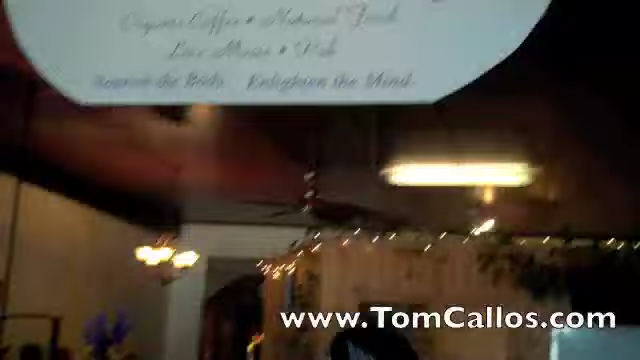 Organic Coffee • Natural Food
Live Music • Pub
Nourish the Body Enlighten the Mind
www.TomCallos.com